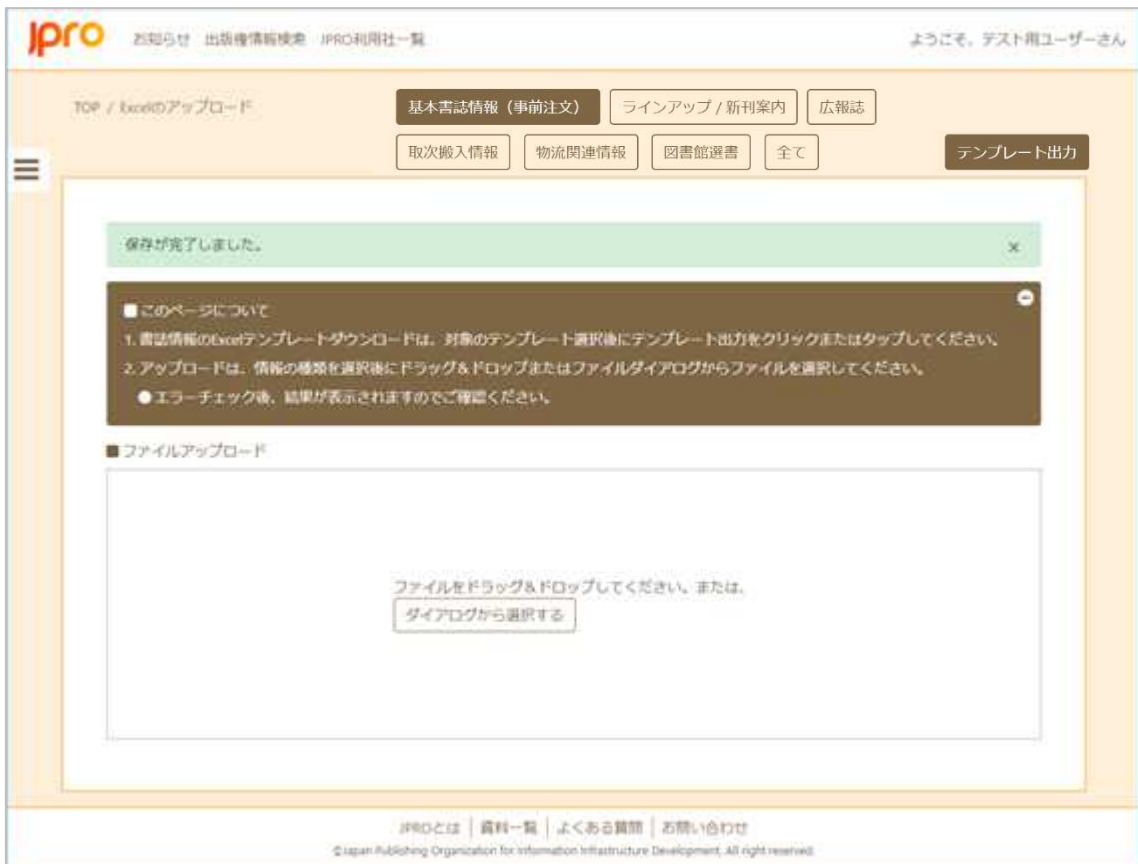 Jpro
お知らせ 出版権情報検索 JPRO利用社一覧
ようこそ、テスト用ユーザーさん
TOP / Excelのアップロード
基本書誌情報（事前注文） ラインアップ / 新刊案内 広報誌
取次搬入情報 物流関連情報 図書館選書 全て
テンプレート出力
保存が完了しました。 ×
■このページについて
1. 書誌情報のExcelテンプレートダウンロードは、対象のテンプレート選択後にテンプレート出力をクリックまたはタップしてください。
2. アップロードは、情報の種類を選択後にドラッグ&ドロップまたはファイルダイアログからファイルを選択してください。
●エラーチェック後、結果が表示されますのでご確認ください。
■ファイルアップロード
ファイルをドラッグ&ドロップしてください。または、
ダイアログから選択する
JPROとは | 資料一覧 | よくある質問 | お問い合わせ
©Japan Publishing Organization for Information Infrastructure Development, All right reserved.